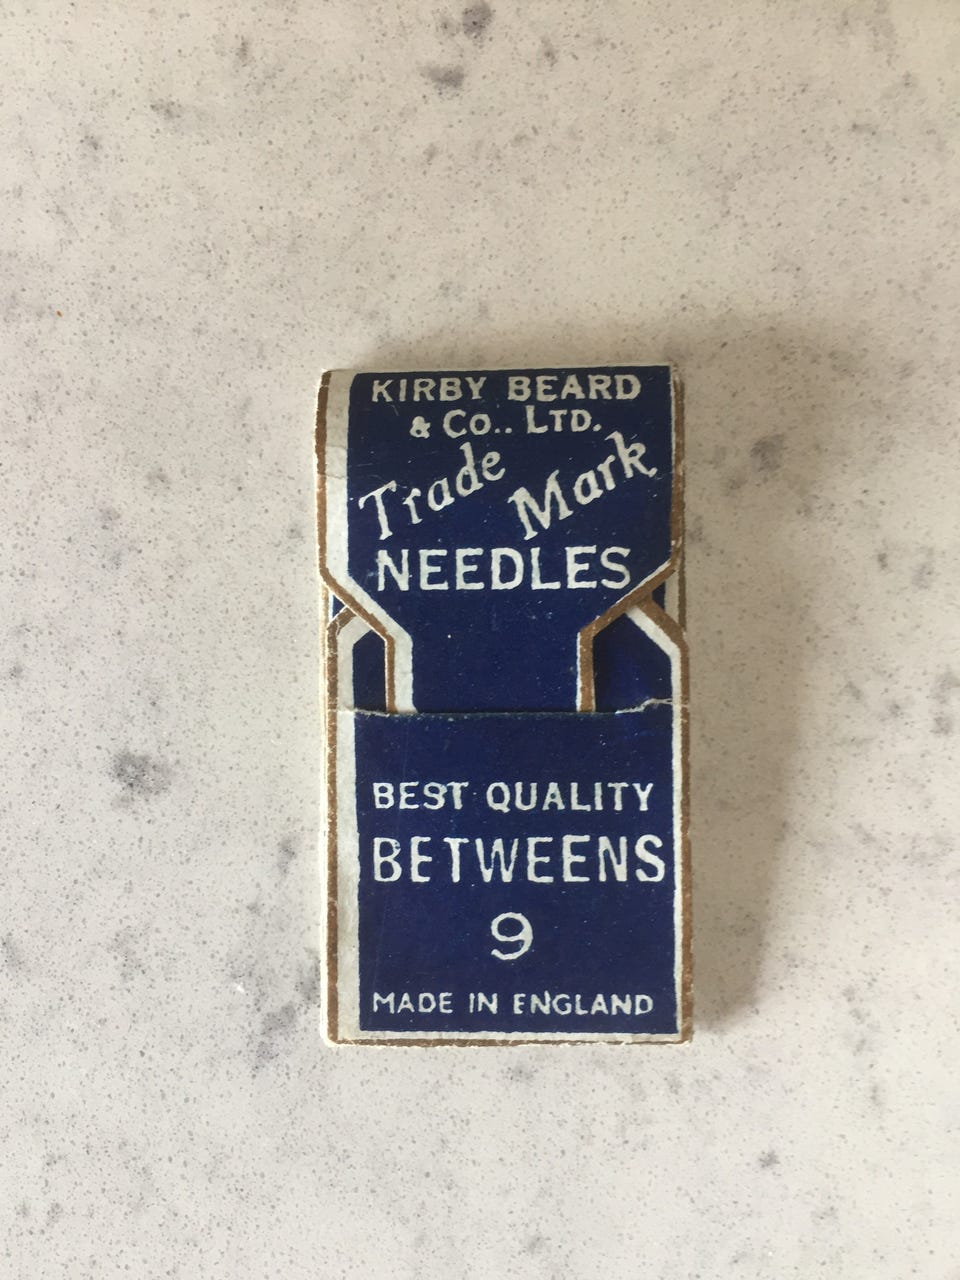 KIRBY BEARD
& Co.. LTD.
Trade Mark
NEEDLES
BEST QUALITY
BETWEENS
9
MADE IN ENGLAND